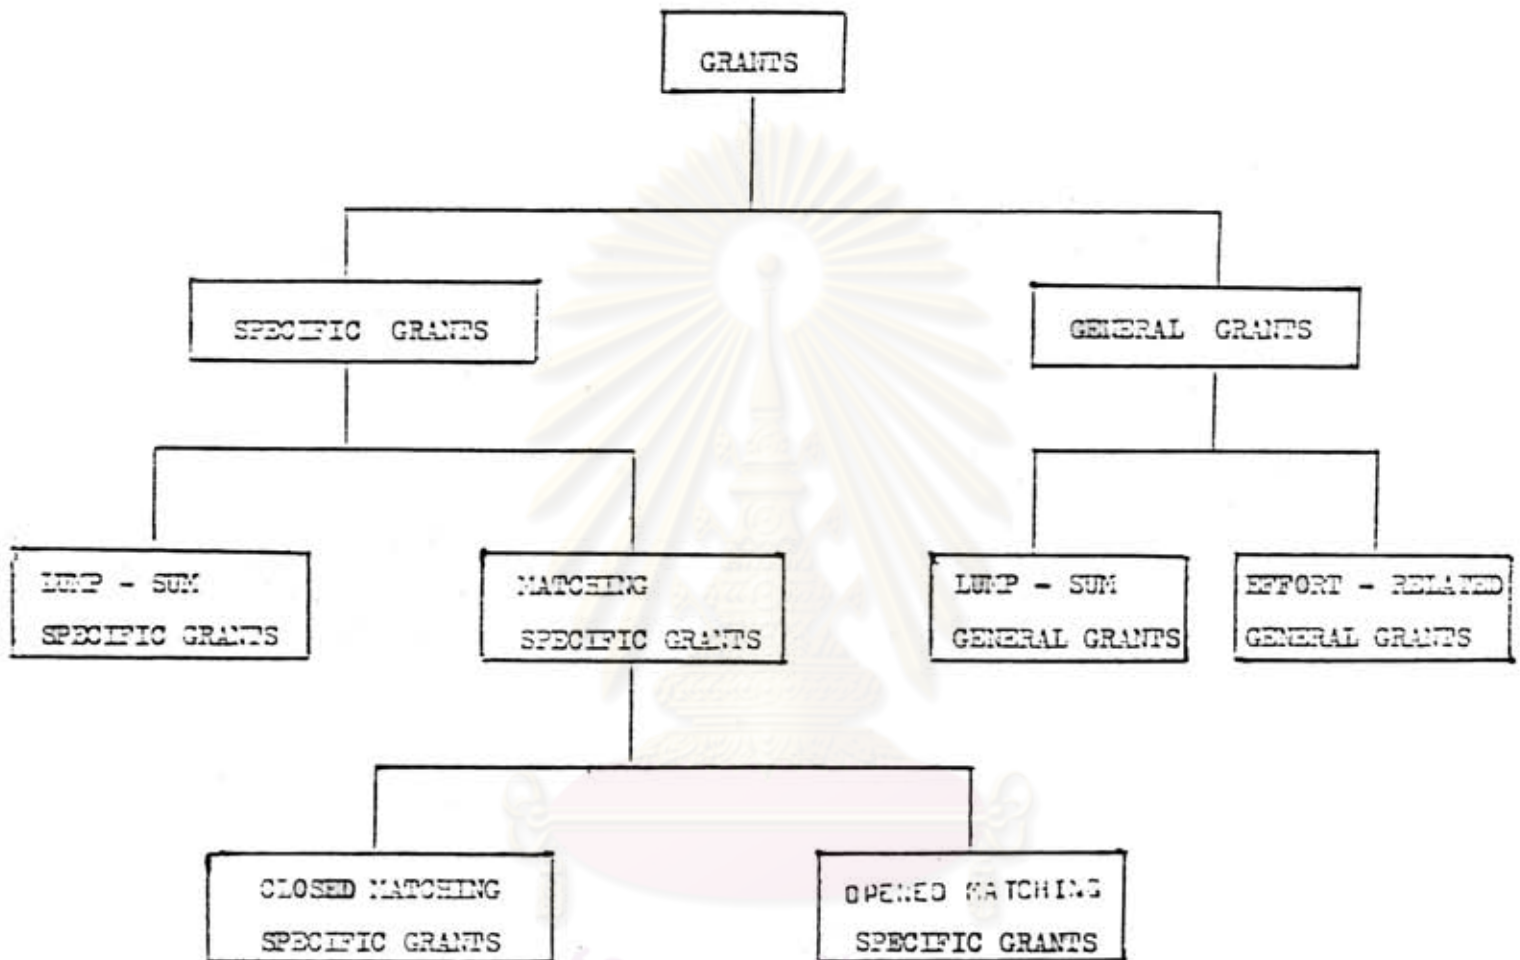 GRANTS
SPECIFIC GRANTS
GENERAL GRANTS
LUMP - SUM
SPECIFIC GRANTS
MATCHING
SPECIFIC GRANTS
LUMP - SUM
GENERAL GRANTS
EFFORT - RELATED
GENERAL GRANTS
CLOSED MATCHING
SPECIFIC GRANTS
OPENED MATCHING
SPECIFIC GRANTS